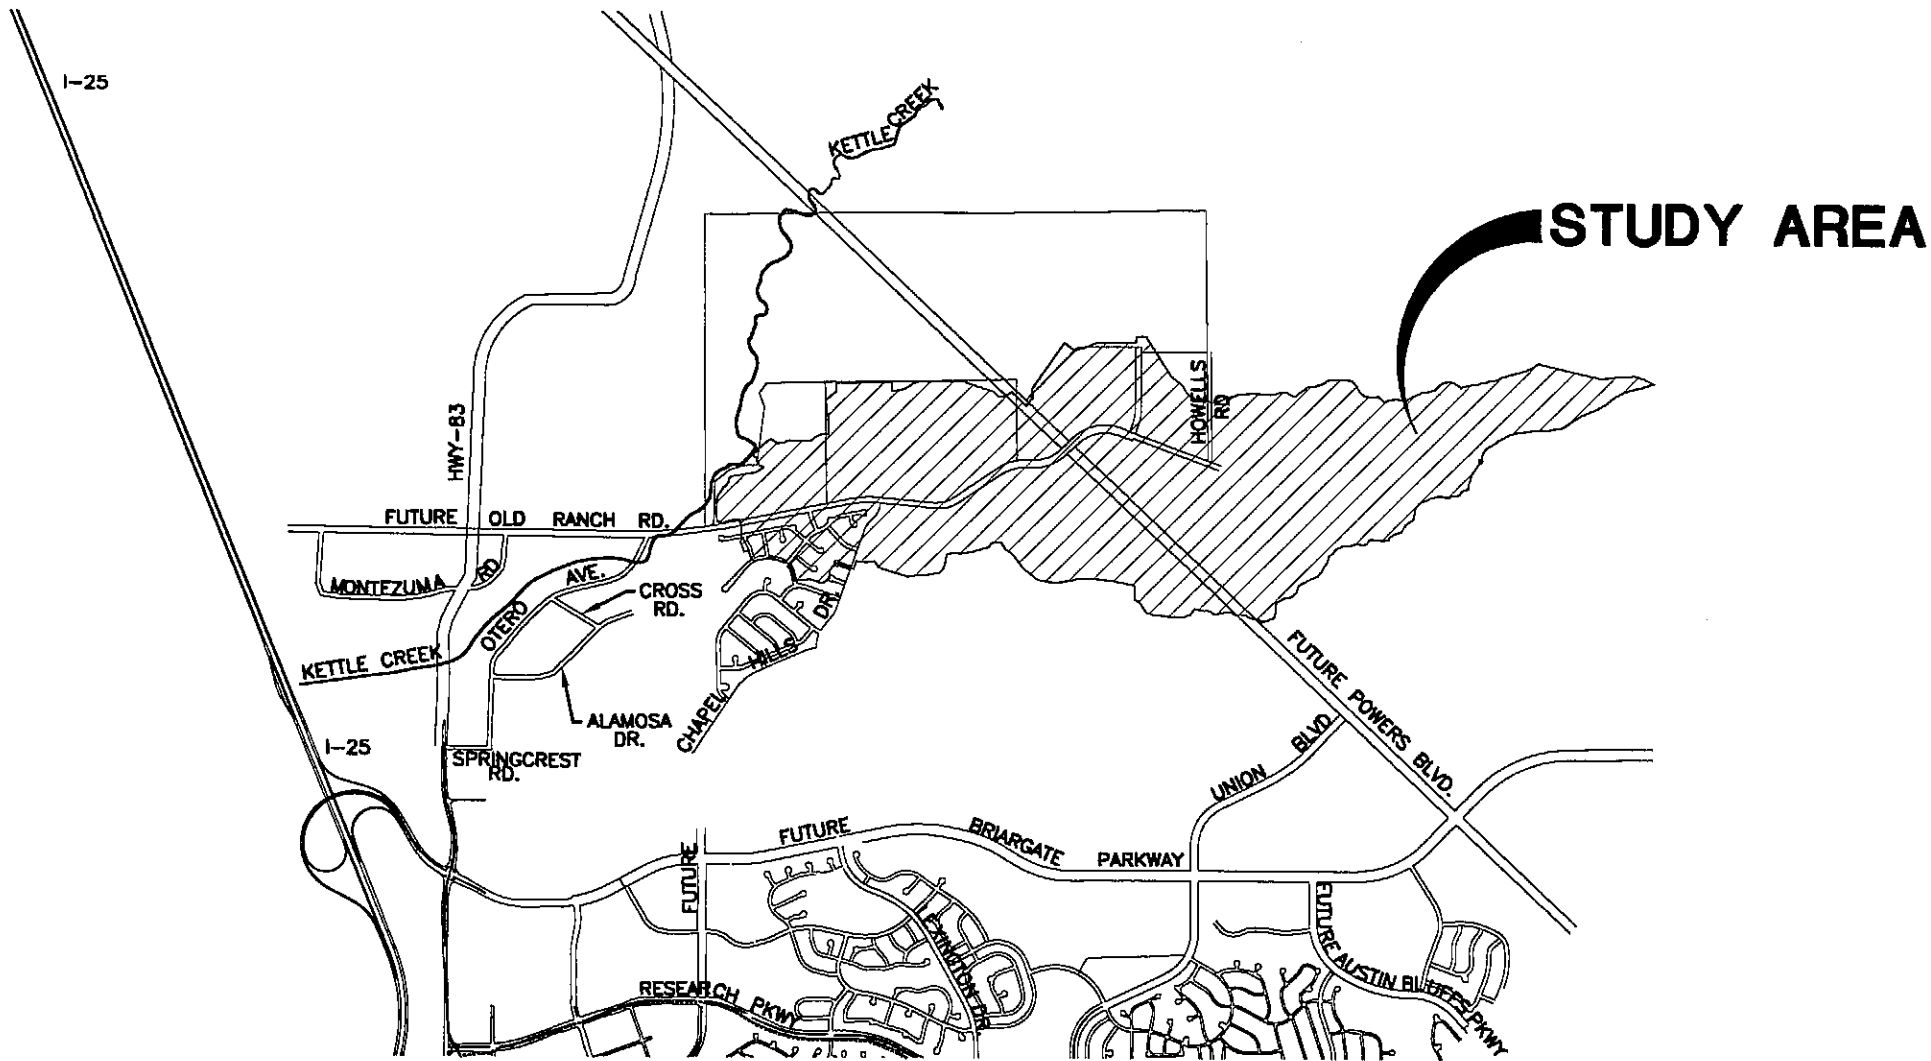 I-25
KETTLE CREEK
STUDY AREA
HOWELLS
RD
HWY-83
FUTURE OLD RANCH RD.
MONTEZUMA RD
OTERO AVE.
CROSS
RD.
KETTLE CREEK
CHAPEL HILLS DR.
ALAMOSA
DR.
I-25
SPRINGCREST
RD.
FUTURE POWERS BLVD.
UNION BLVD
FUTURE BRIARGATE PARKWAY
FUTURE
EXINGTON DR.
FUTURE AUSTIN BLUFFS PKWY
RESEARCH PKWY